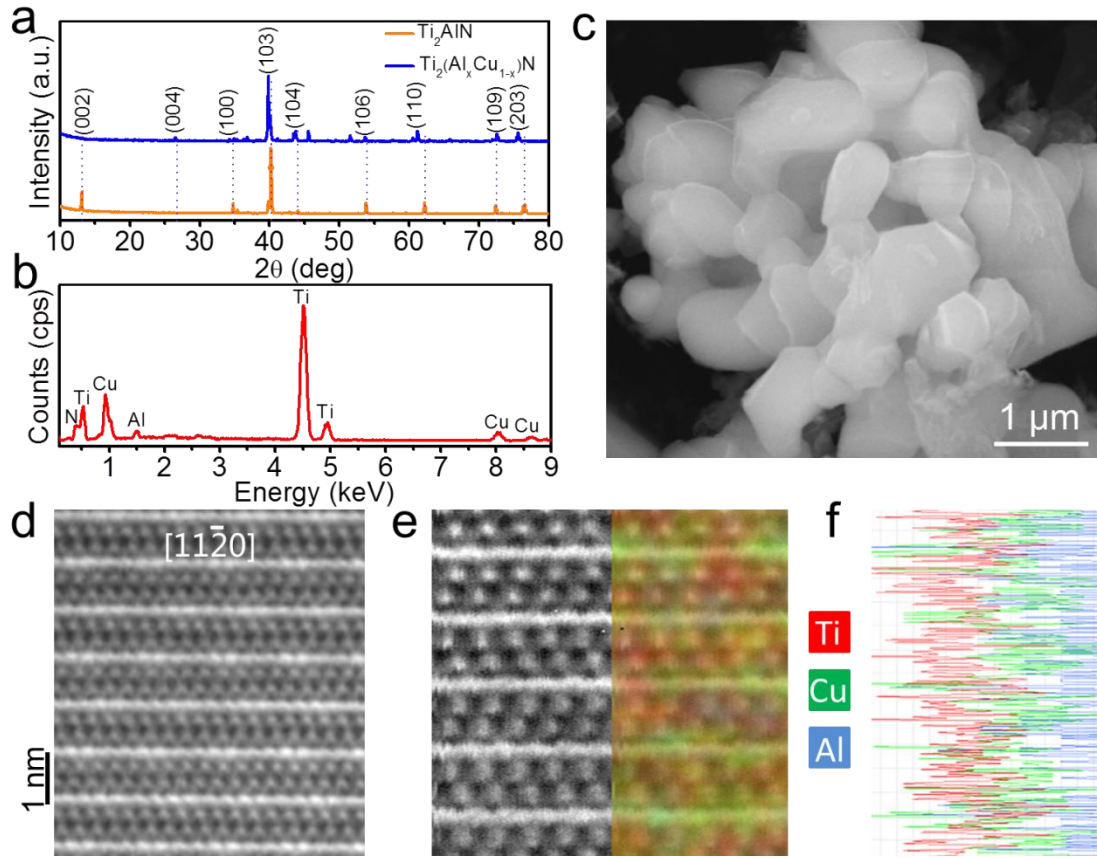 a
Intensity (a.u.)
Ti₂AlN
Ti₂(AlₓCu₁₋ₓ)N
(002)
(004)
(100)
(103)
(104)
(106)
(110)
(109)
(203)
10 20 30 40 50 60 70 80
2θ (deg)
b
Counts (cps)
N
Ti
Cu
Al
Ti
Ti
Cu
Cu
1 2 3 4 5 6 7 8 9
Energy (keV)
c
1 µm
d
[112̄0]
1 nm
e
f
Ti
Cu
Al